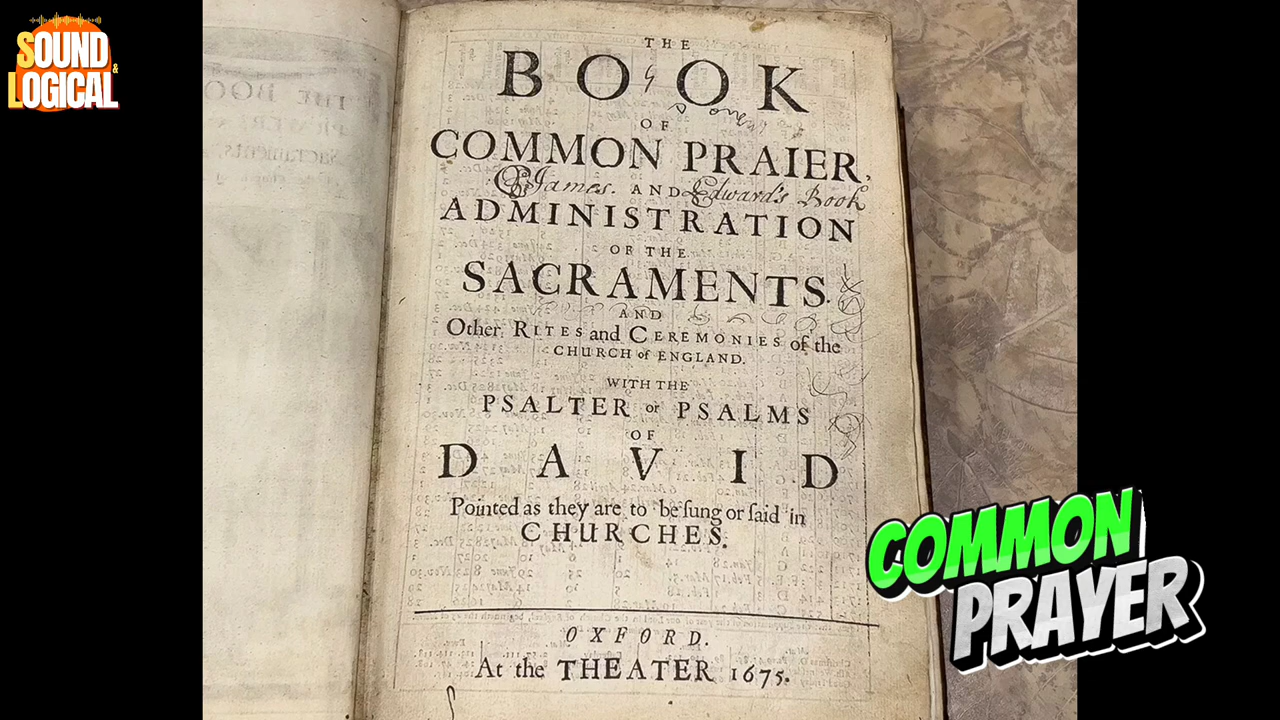 SOUND
& LOGICAL
THE
BOOK
OF
COMMON PRAIER,
James. AND Edward's Book
ADMINISTRATION
OF THE
SACRAMENTS.
AND
Other RITES and CEREMONIES of the
CHURCH of ENGLAND.
WITH THE
PSALTER or PSALMS
OF
DAVID
Pointed as they are to be ſung or ſaid in
CHURCHES.
OXFORD.
At the THEATER 1675.
COMMON
PRAYER